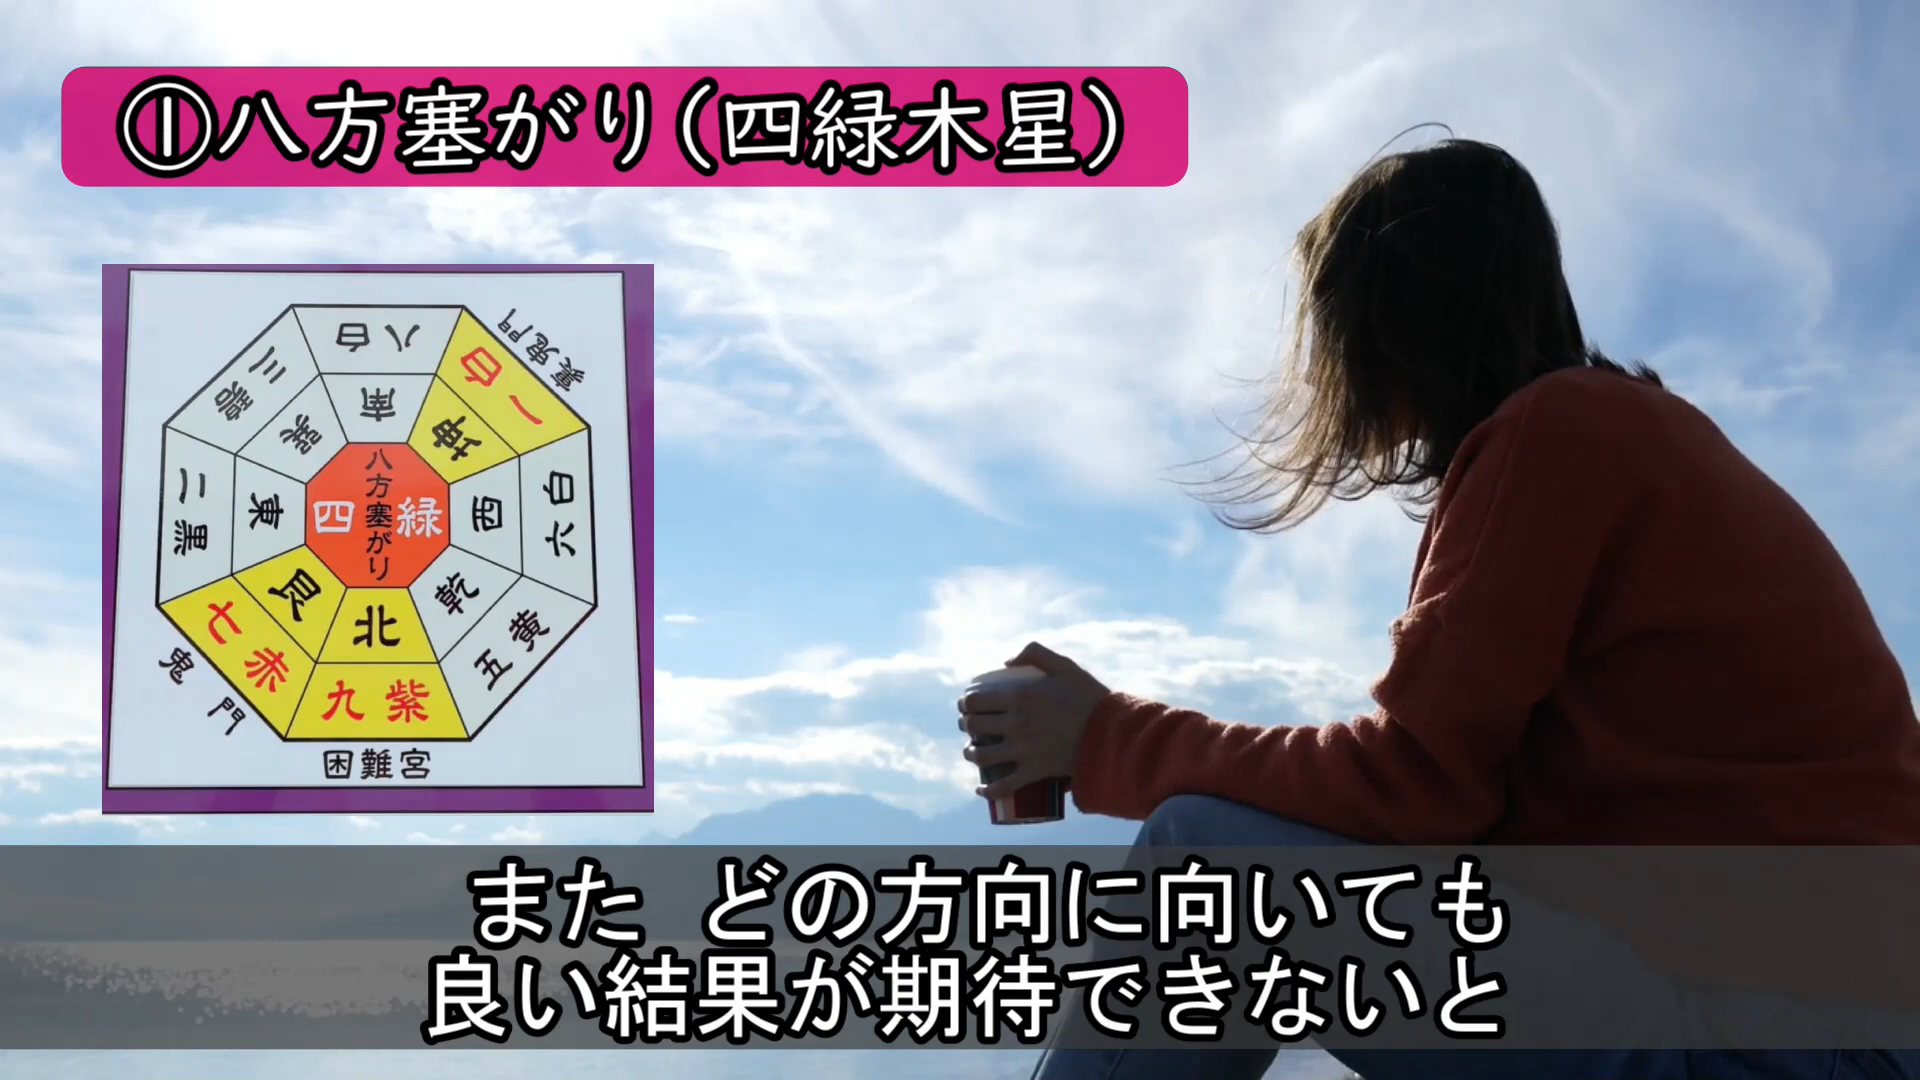 ①八方塞がり(四緑木星)
裏鬼門
八白
一白
三碧
南
坤
巽
八方塞がり
四緑
二黒
東
西
六白
艮
北
乾
七赤
九紫
五黄
鬼門
困難宮
また どの方向に向いても
良い結果が期待できないと